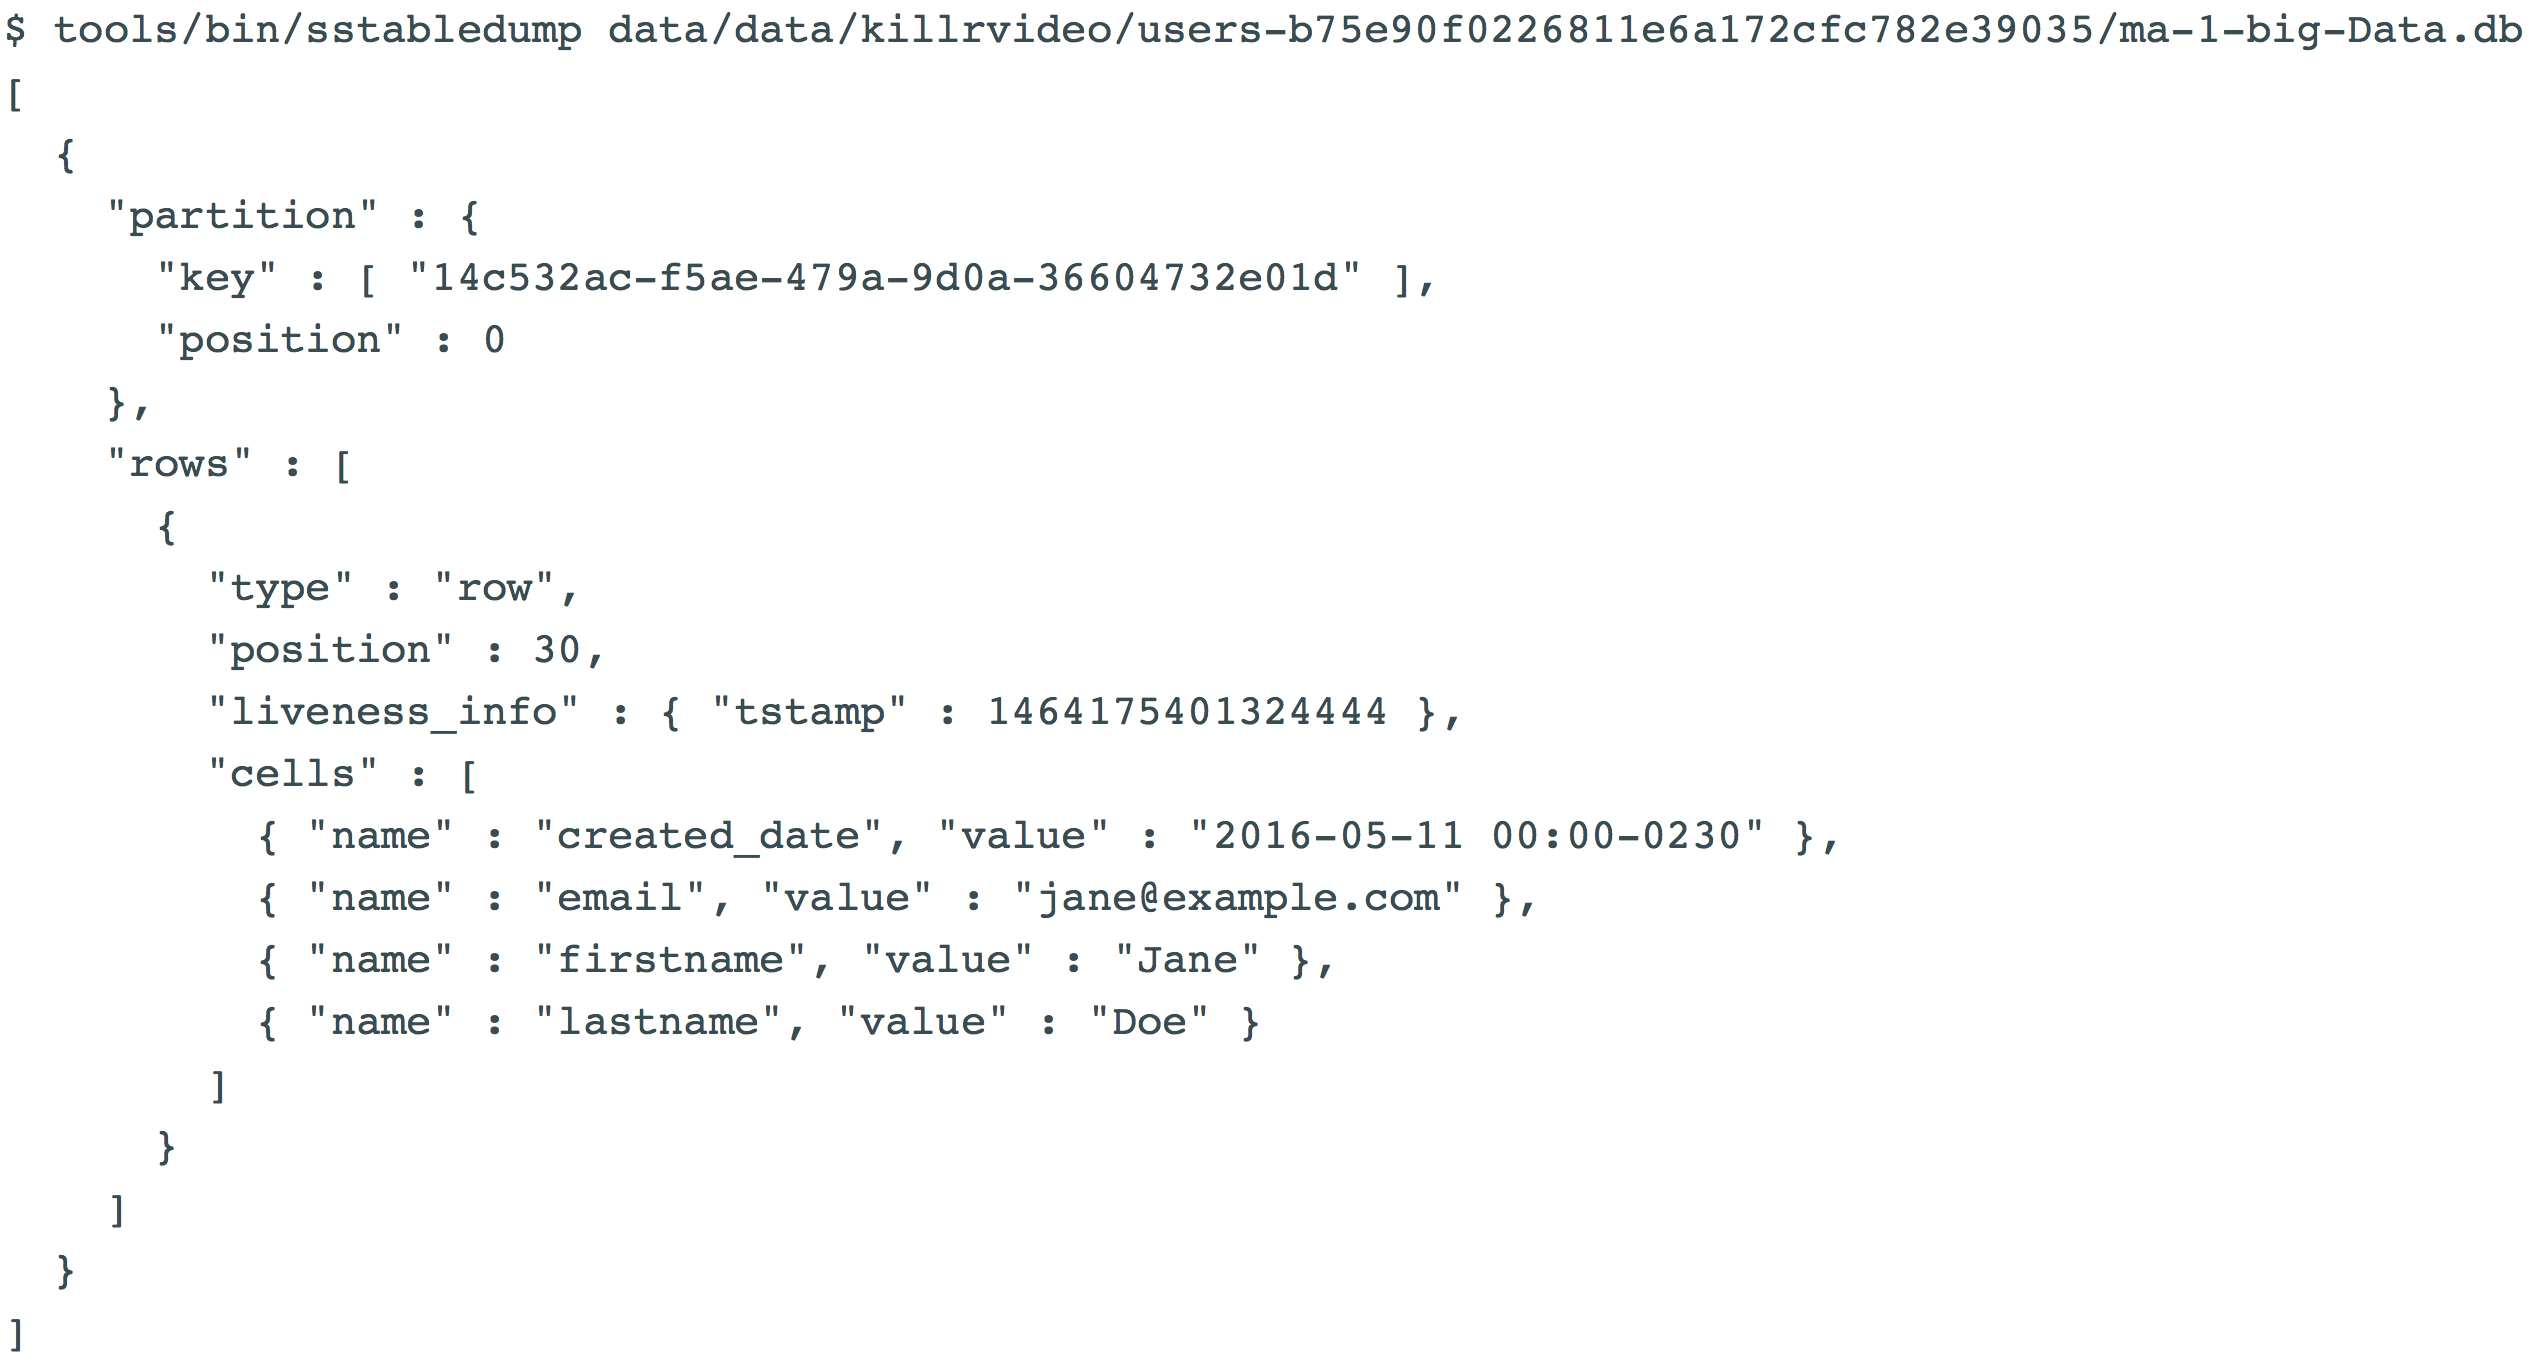 $ tools/bin/sstabledump data/data/killrvideo/users-b75e90f0226811e6a172cfc782e39035/ma-1-big-Data.db
[
  {
    "partition" : {
      "key" : [ "14c532ac-f5ae-479a-9d0a-36604732e01d" ],
      "position" : 0
    },
    "rows" : [
      {
        "type" : "row",
        "position" : 30,
        "liveness_info" : { "tstamp" : 1464175401324444 },
        "cells" : [
          { "name" : "created_date", "value" : "2016-05-11 00:00-0230" },
          { "name" : "email", "value" : "jane@example.com" },
          { "name" : "firstname", "value" : "Jane" },
          { "name" : "lastname", "value" : "Doe" }
        ]
      }
    ]
  }
]